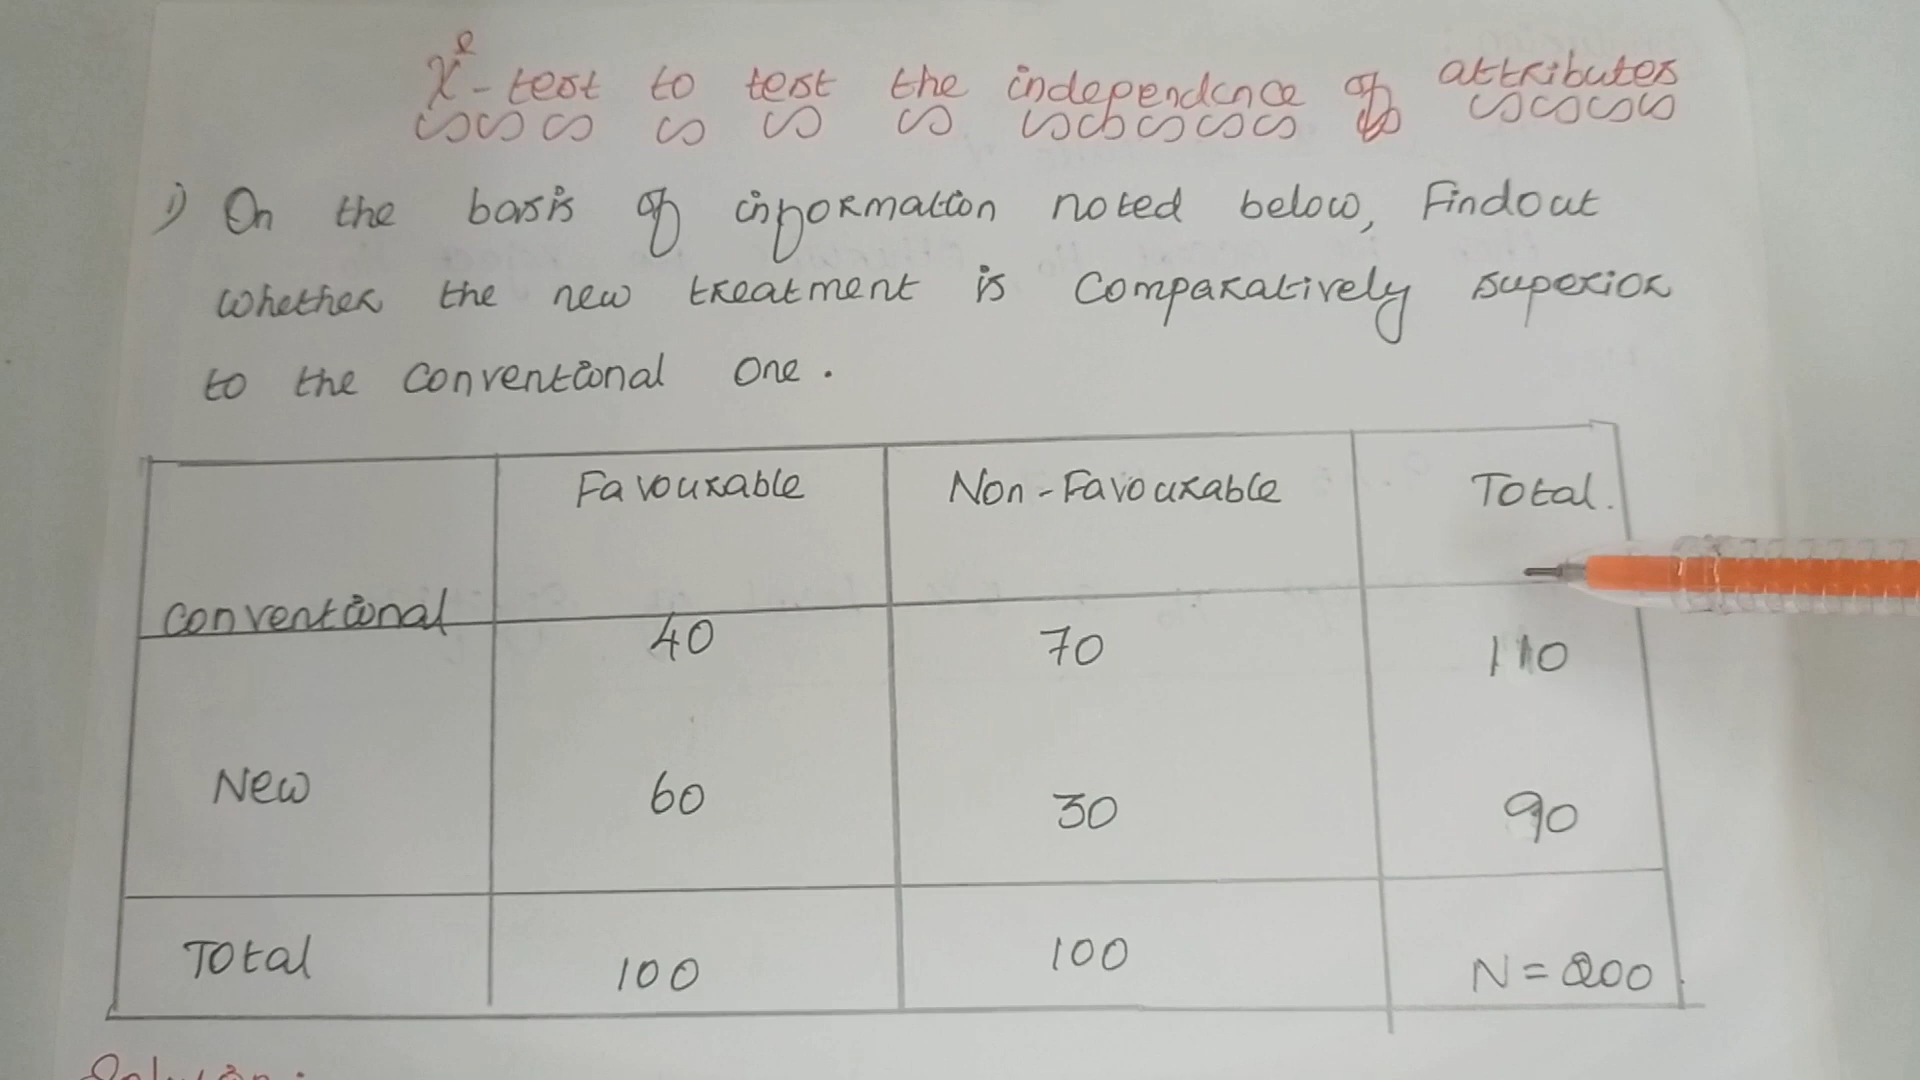 χ²-test to test the independence of attributes
1) On the basis of information noted below, Findout
whether the new treatment is comparatively superior
to the conventional one.
Favourable Non-Favourable Total.
conventional 40 70 110
New 60 30 90
Total 100 100 N=200
Solution: